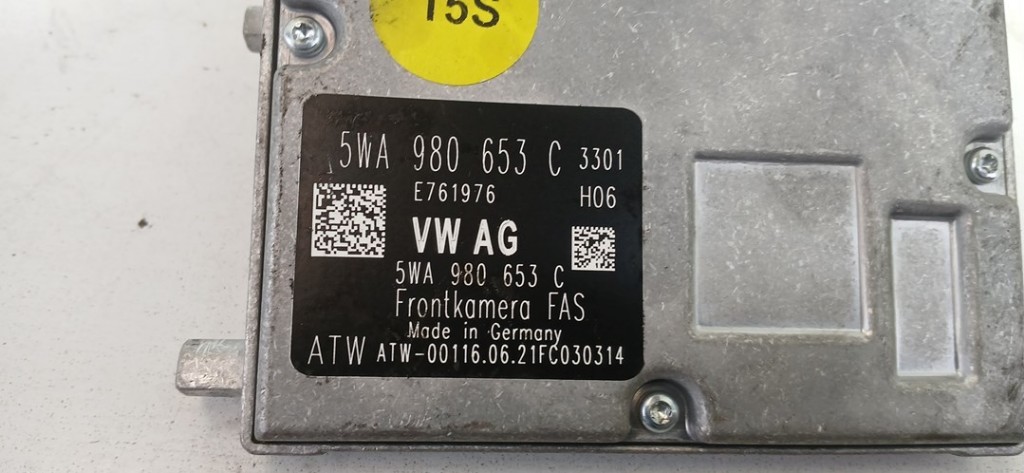 15S
5WA 980 653 C 3301
E761976 H06
VW AG
5WA 980 653 C
Frontkamera FAS
Made in Germany
ATW ATW-00116.06.21FC030314